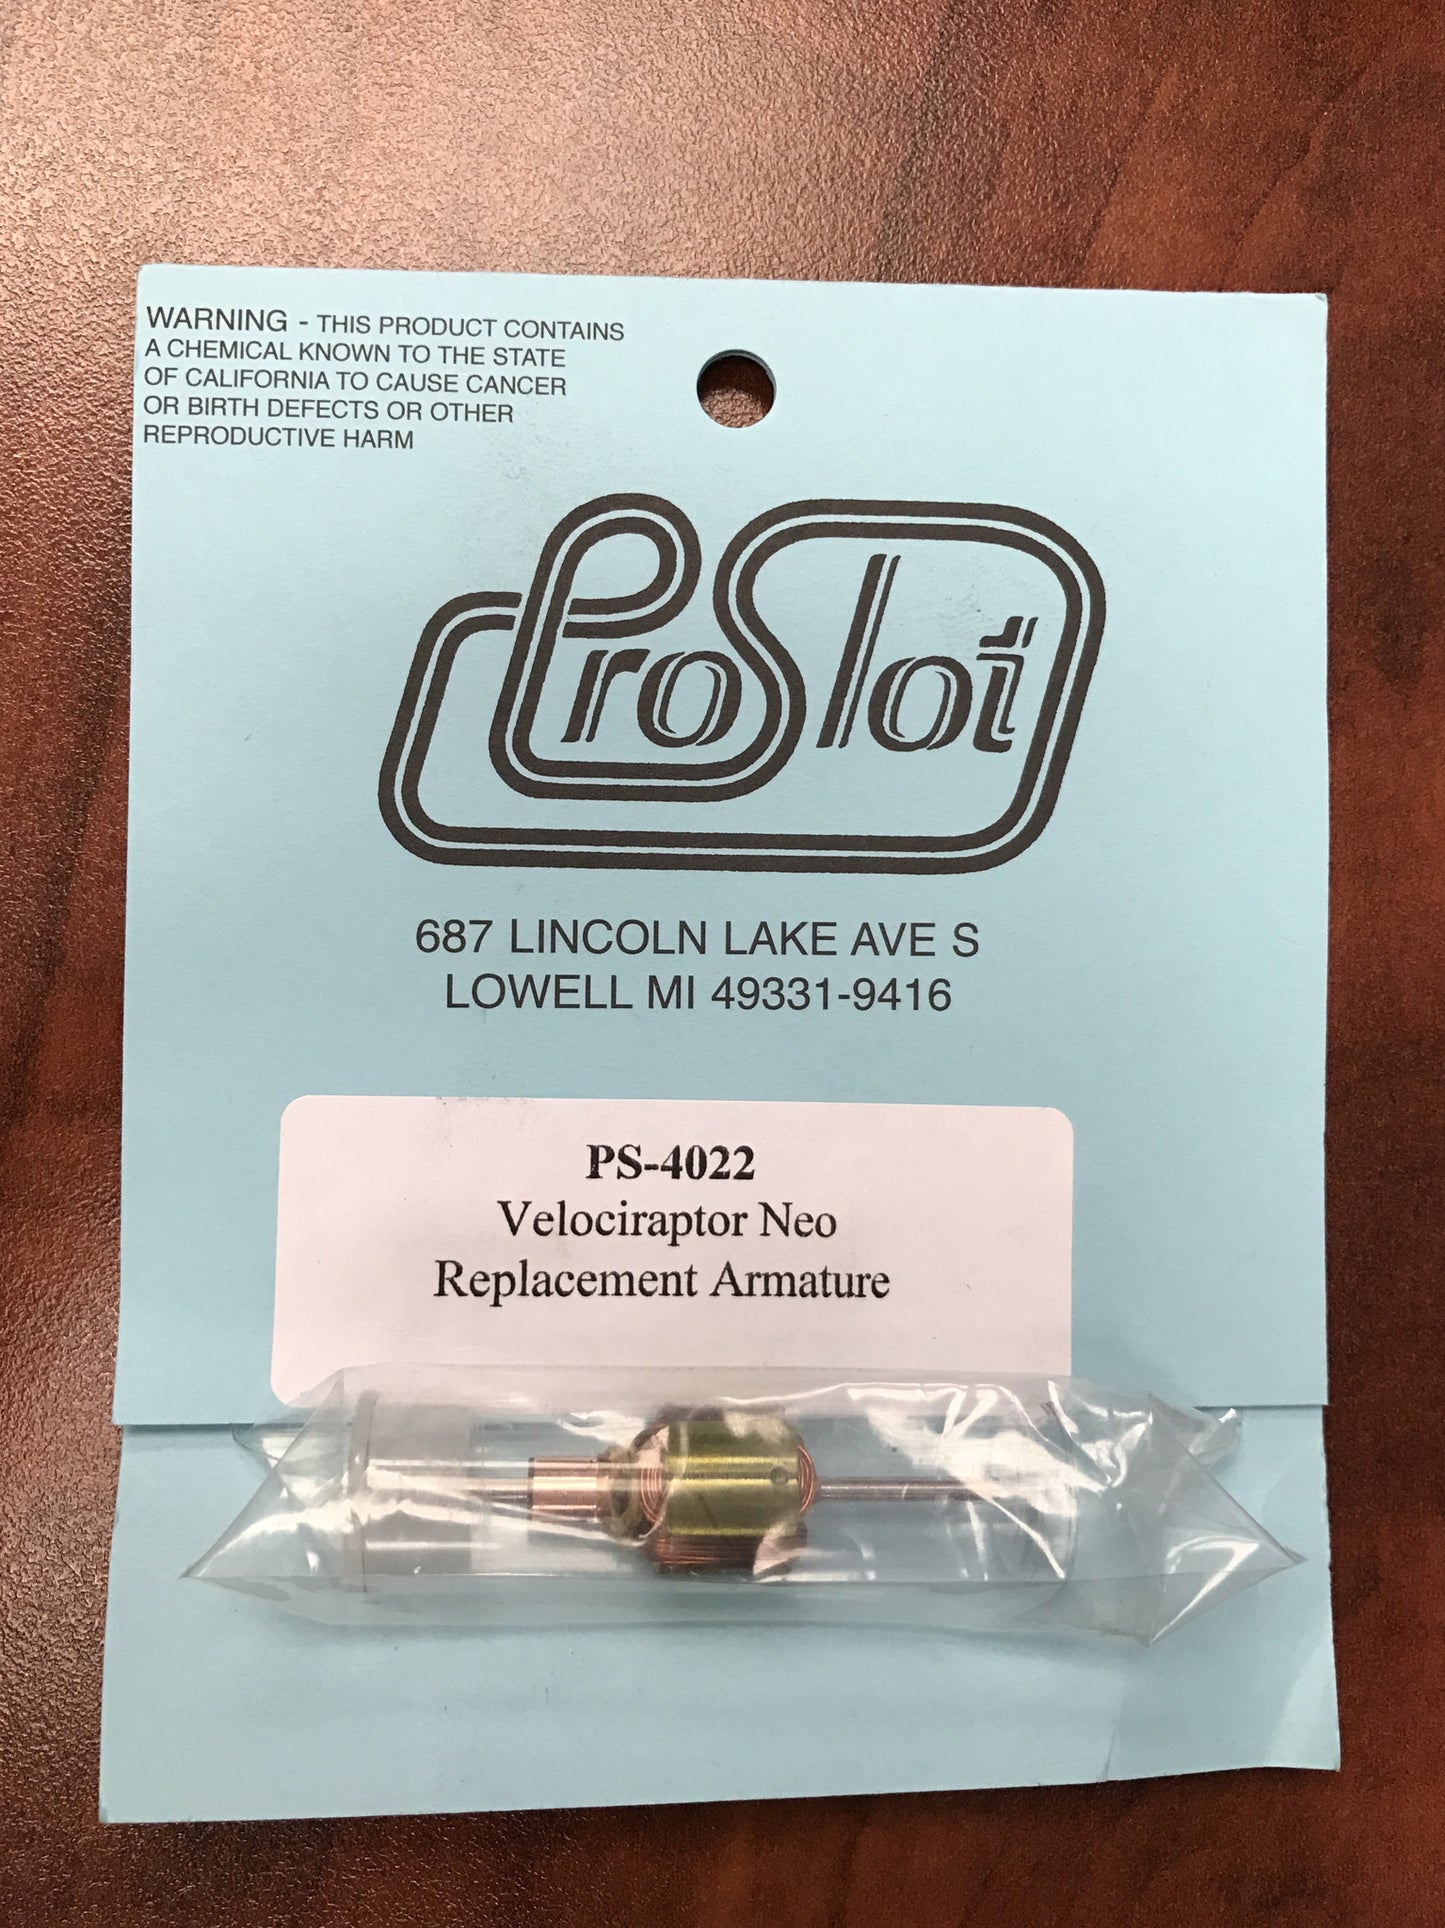 WARNING - THIS PRODUCT CONTAINS
A CHEMICAL KNOWN TO THE STATE
OF CALIFORNIA TO CAUSE CANCER
OR BIRTH DEFECTS OR OTHER
REPRODUCTIVE HARM
ProSlot
687 LINCOLN LAKE AVE S
LOWELL MI 49331-9416
PS-4022
Velociraptor Neo
Replacement Armature